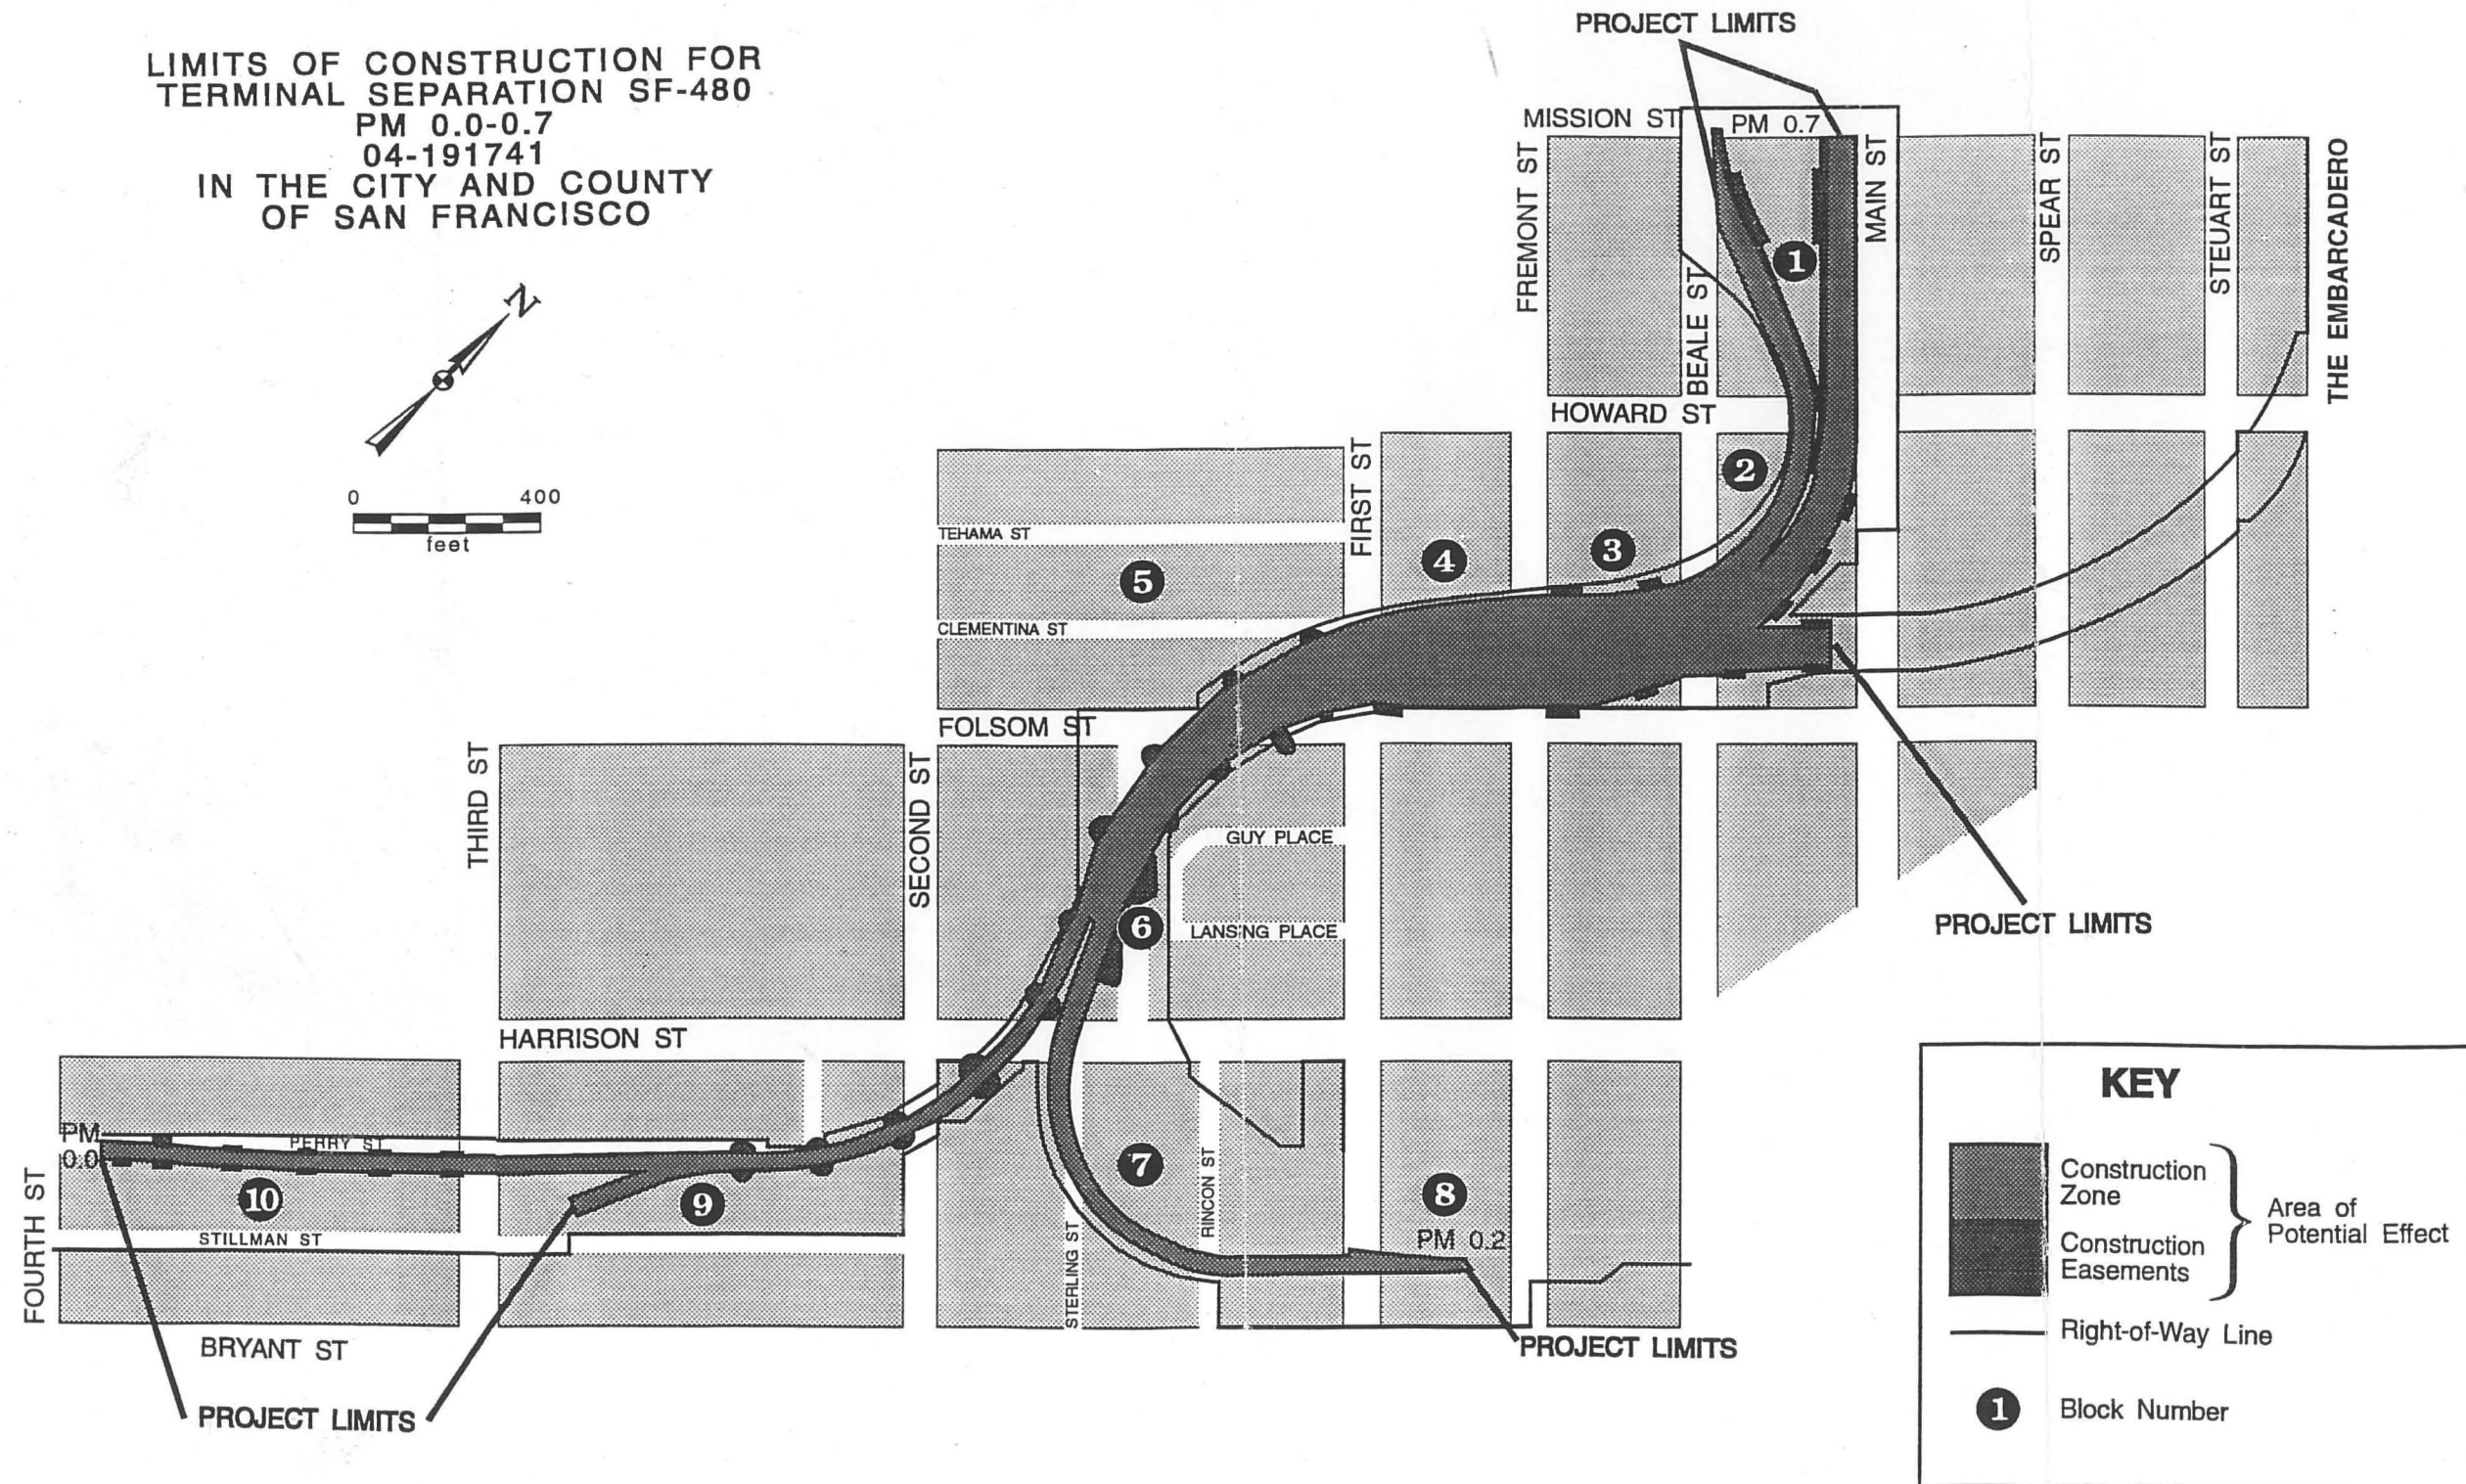 LIMITS OF CONSTRUCTION FOR
TERMINAL SEPARATION SF-480
PM 0.0-0.7
04-191741
IN THE CITY AND COUNTY
OF SAN FRANCISCO
N
0 400
feet
PROJECT LIMITS
MISSION ST
PM 0.7
FREMONT ST
BEALE ST
MAIN ST
SPEAR ST
STEUART ST
THE EMBARCADERO
1
HOWARD ST
FIRST ST
2
3
4
5
TEHAMA ST
CLEMENTINA ST
FOLSOM ST
THIRD ST
SECOND ST
GUY PLACE
6
LANSING PLACE
PROJECT LIMITS
HARRISON ST
PM
0.0
PERRY ST
FOURTH ST
10
9
7
8
RINCON ST
STERLING ST
PM 0.2
STILLMAN ST
BRYANT ST
PROJECT LIMITS
PROJECT LIMITS
KEY
Construction
Zone
Construction
Easements
Area of
Potential Effect
Right-of-Way Line
1
Block Number